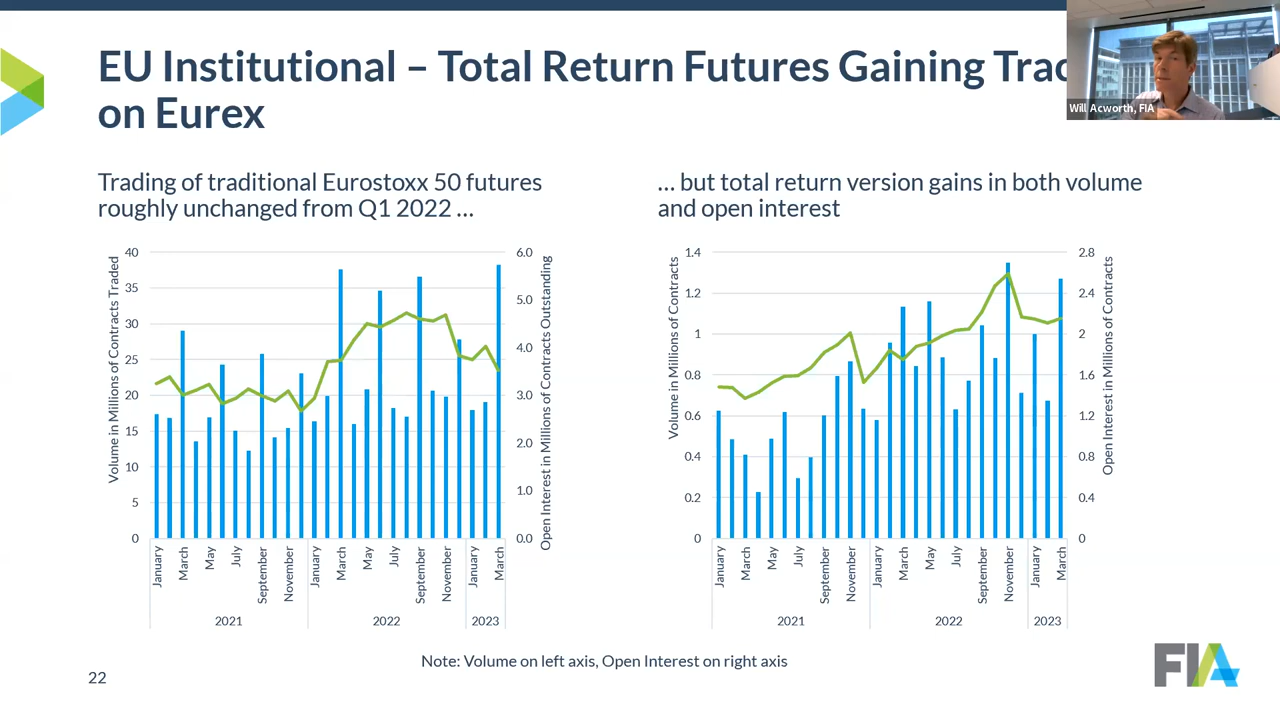 EU Institutional – Total Return Futures Gaining
on Eurex
Will Acworth, FIA
Trading of traditional Eurostoxx 50 futures
roughly unchanged from Q1 2022 …
… but total return version gains in both volume
and open interest
Volume in Millions of Contracts Traded
40
35
30
25
20
15
10
5
0
6.0
5.0
4.0
3.0
2.0
1.0
0.0
Open Interest in Millions of Contracts Outstanding
January
March
May
July
September
November
January
March
May
July
September
November
January
March
2021
2022
2023
Volume in Millions of Contracts
1.4
1.2
1
0.8
0.6
0.4
0.2
0
2.8
2.4
2
1.6
1.2
0.8
0.4
0
Open Interest in Millions of Contracts
January
March
May
July
September
November
January
March
May
July
September
November
January
March
2021
2022
2023
Note: Volume on left axis, Open Interest on right axis
22
FIA